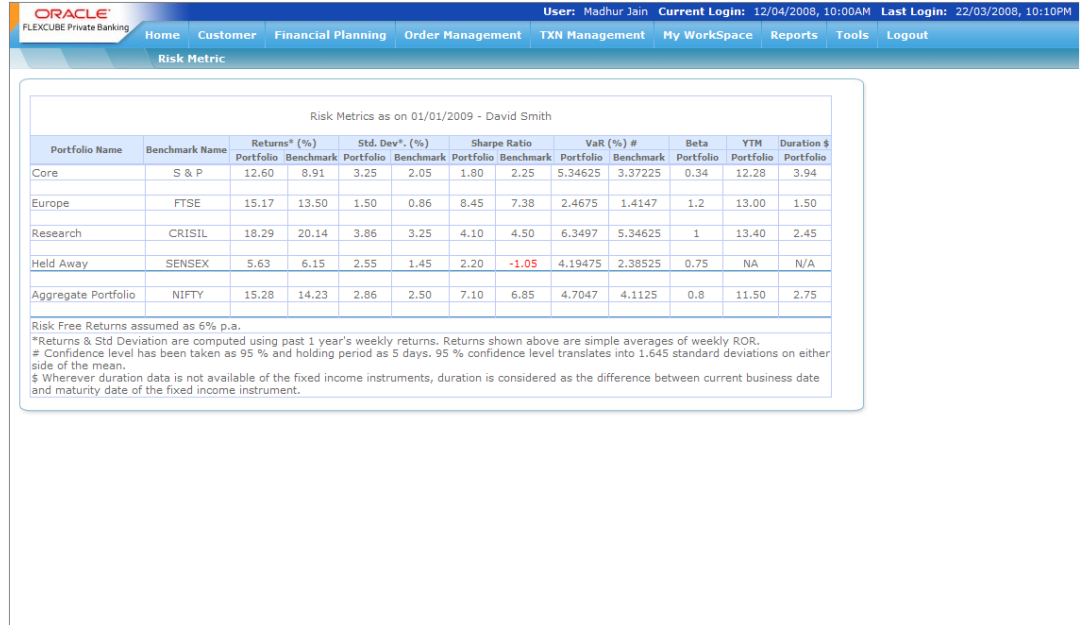 ORACLE®
FLEXCUBE Private Banking
User: Madhur Jain Current Login: 12/04/2008, 10:00AM Last Login: 22/03/2008, 10:10PM
Home Customer Financial Planning Order Management TXN Management My WorkSpace Reports Tools Logout
Risk Metric
Risk Metrics as on 01/01/2009 - David Smith
Portfolio Name Benchmark Name Returns* (%) Std. Dev*. (%) Sharpe Ratio VaR (%) # Beta YTM Duration $
Portfolio Benchmark Portfolio Benchmark Portfolio Benchmark Portfolio Benchmark Portfolio Portfolio Portfolio
Core S & P 12.60 8.91 3.25 2.05 1.80 2.25 5.34625 3.37225 0.34 12.28 3.94
Europe FTSE 15.17 13.50 1.50 0.86 8.45 7.38 2.4675 1.4147 1.2 13.00 1.50
Research CRISIL 18.29 20.14 3.86 3.25 4.10 4.50 6.3497 5.34625 1 13.40 2.45
Held Away SENSEX 5.63 6.15 2.55 1.45 2.20 -1.05 4.19475 2.38525 0.75 NA N/A
Aggregate Portfolio NIFTY 15.28 14.23 2.86 2.50 7.10 6.85 4.7047 4.1125 0.8 11.50 2.75
Risk Free Returns assumed as 6% p.a.
*Returns & Std Deviation are computed using past 1 year's weekly returns. Returns shown above are simple averages of weekly ROR.
# Confidence level has been taken as 95 % and holding period as 5 days. 95 % confidence level translates into 1.645 standard deviations on either
side of the mean.
$ Wherever duration data is not available of the fixed income instruments, duration is considered as the difference between current business date
and maturity date of the fixed income instrument.